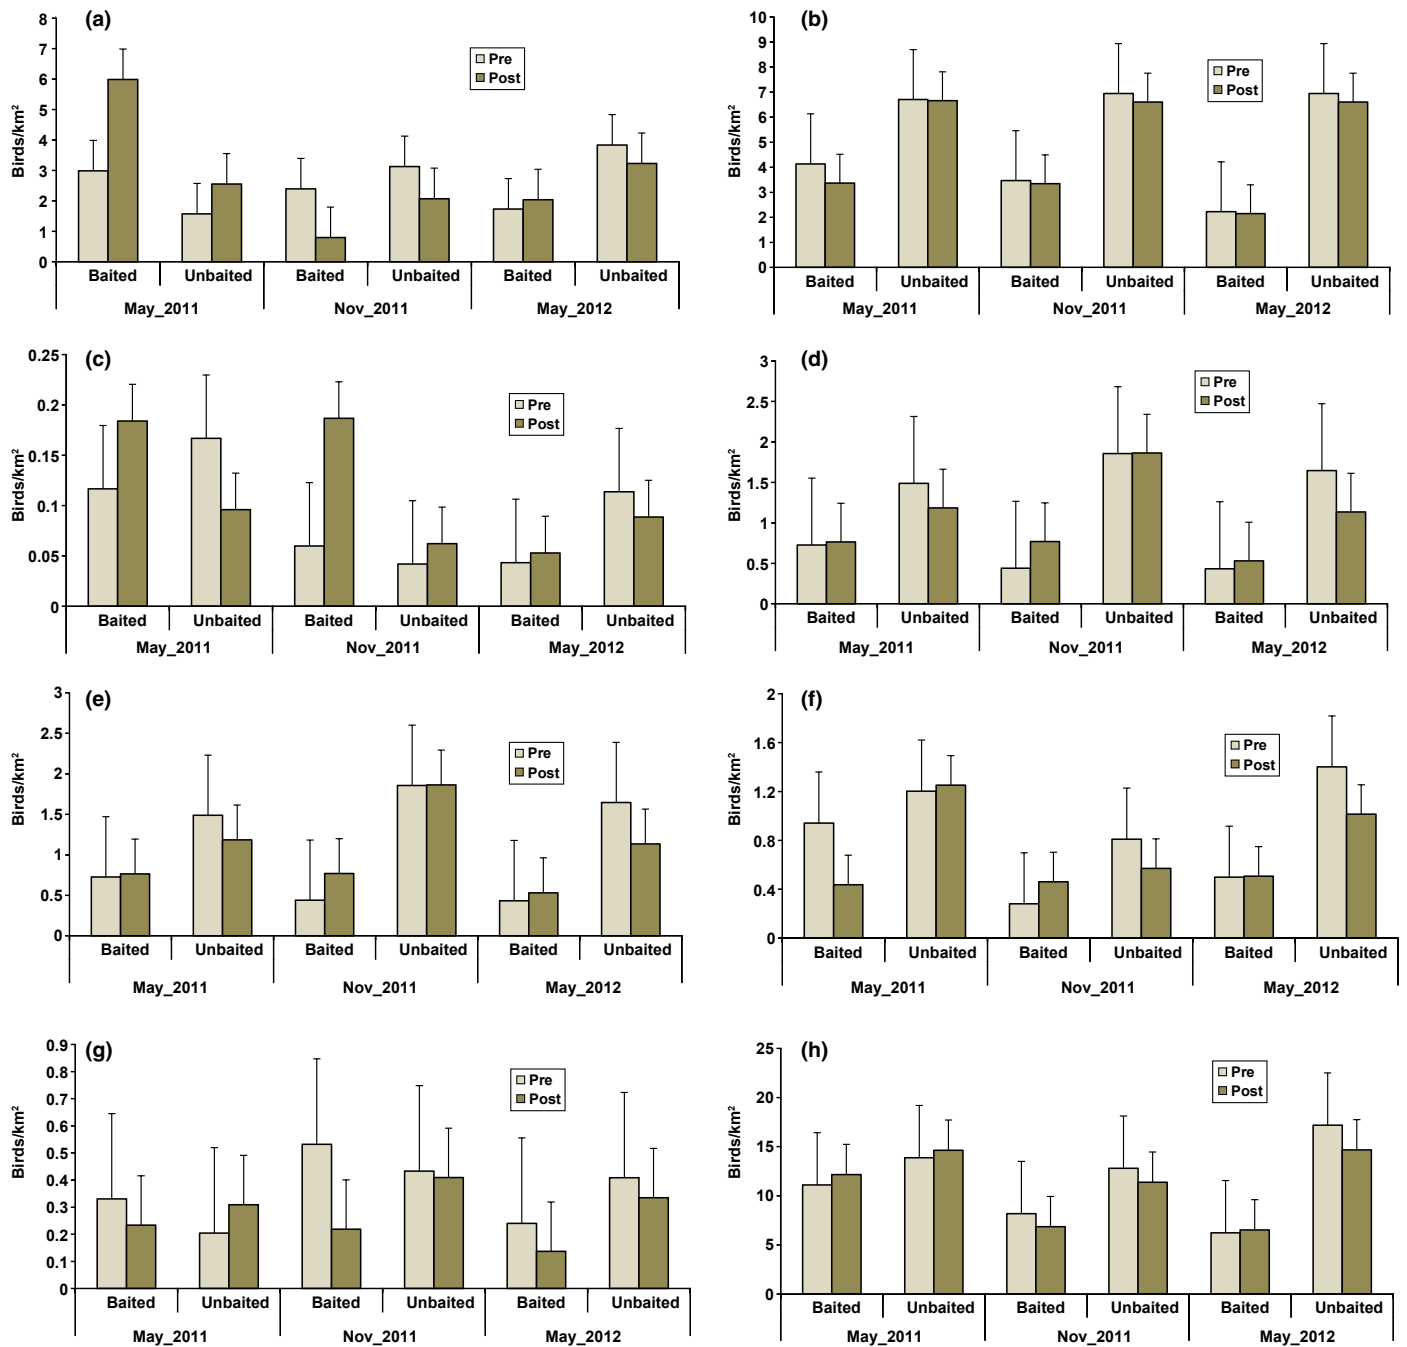 (a)
8
7
6
5
4
3
2
1
0
Birds/km²
Pre
Post
Baited Unbaited Baited Unbaited Baited Unbaited
May_2011 Nov_2011 May_2012
(b)
10
9
8
7
6
5
4
3
2
1
0
Birds/km²
Pre
Post
Baited Unbaited Baited Unbaited Baited Unbaited
May_2011 Nov_2011 May_2012
(c)
0.25
0.2
0.15
0.1
0.05
0
Birds/km²
Pre
Post
Baited Unbaited Baited Unbaited Baited Unbaited
May_2011 Nov_2011 May_2012
(d)
3
2.5
2
1.5
1
0.5
0
Birds/km²
Pre
Post
Baited Unbaited Baited Unbaited Baited Unbaited
May_2011 Nov_2011 May_2012
(e)
3
2.5
2
1.5
1
0.5
0
Birds/km²
Pre
Post
Baited Unbaited Baited Unbaited Baited Unbaited
May_2011 Nov_2011 May_2012
(f)
2
1.6
1.2
0.8
0.4
0
Birds/km²
Pre
Post
Baited Unbaited Baited Unbaited Baited Unbaited
May_2011 Nov_2011 May_2012
(g)
0.9
0.8
0.7
0.6
0.5
0.4
0.3
0.2
0.1
0
Birds/km²
Pre
Post
Baited Unbaited Baited Unbaited Baited Unbaited
May_2011 Nov_2011 May_2012
(h)
25
20
15
10
5
0
Birds/km²
Pre
Post
Baited Unbaited Baited Unbaited Baited Unbaited
May_2011 Nov_2011 May_2012